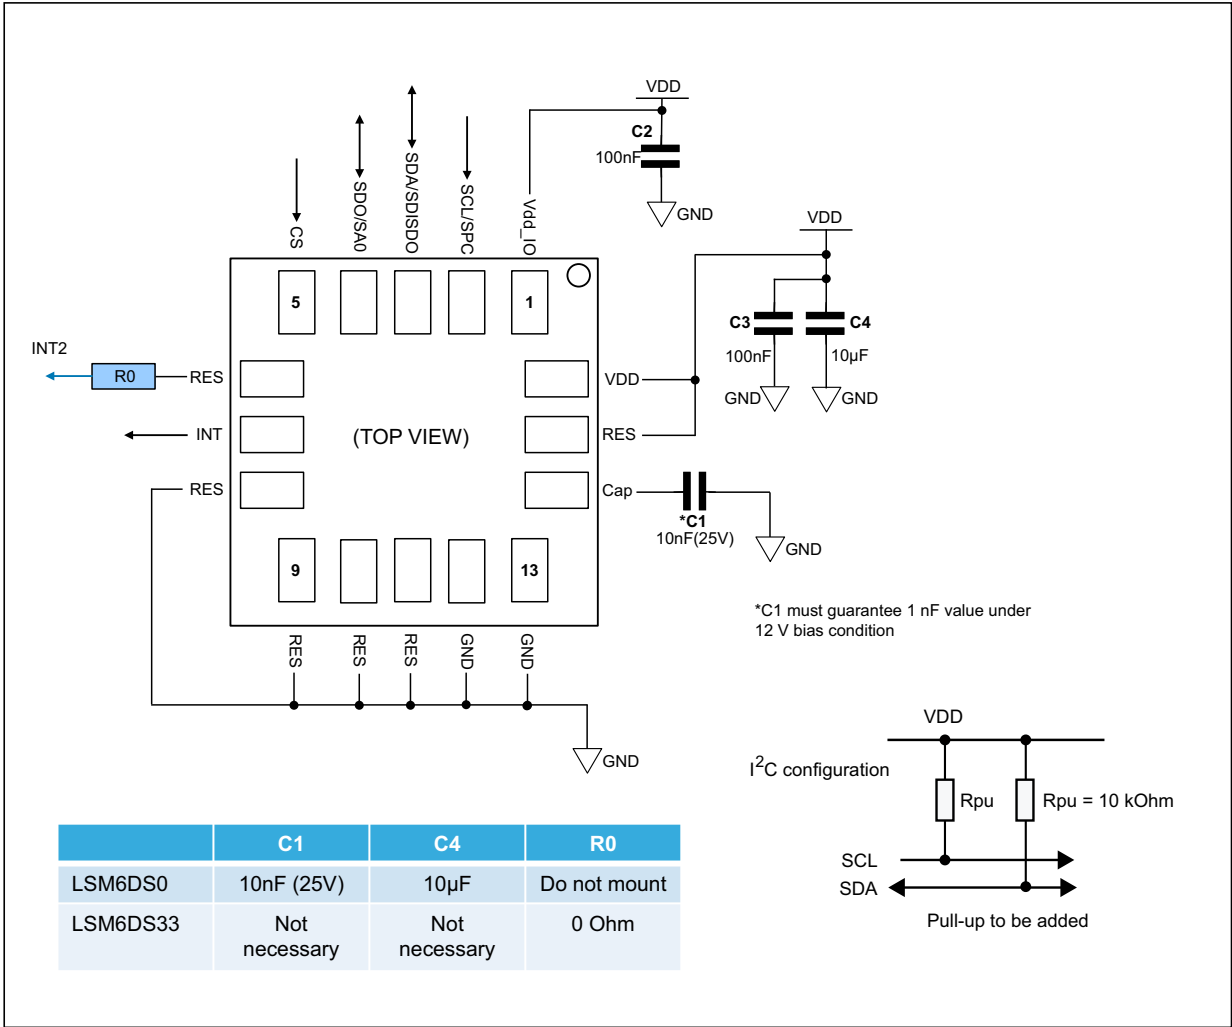 VDD
C2
100nF
GND
CS
SDO/SA0
SDA/SDISDO
SCL/SPC
Vdd_IO
VDD
C3
C4
100nF
10µF
GND
GND
5
1
INT2
R0
RES
VDD
INT
(TOP VIEW)
RES
RES
Cap
*C1
10nF(25V)
GND
9
13
RES
RES
RES
GND
GND
GND
*C1 must guarantee 1 nF value under
12 V bias condition
VDD
I²C configuration
Rpu
Rpu = 10 kOhm
SCL
SDA
Pull-up to be added
C1 C4 R0
LSM6DS0 10nF (25V) 10µF Do not mount
LSM6DS33 Not necessary Not necessary 0 Ohm